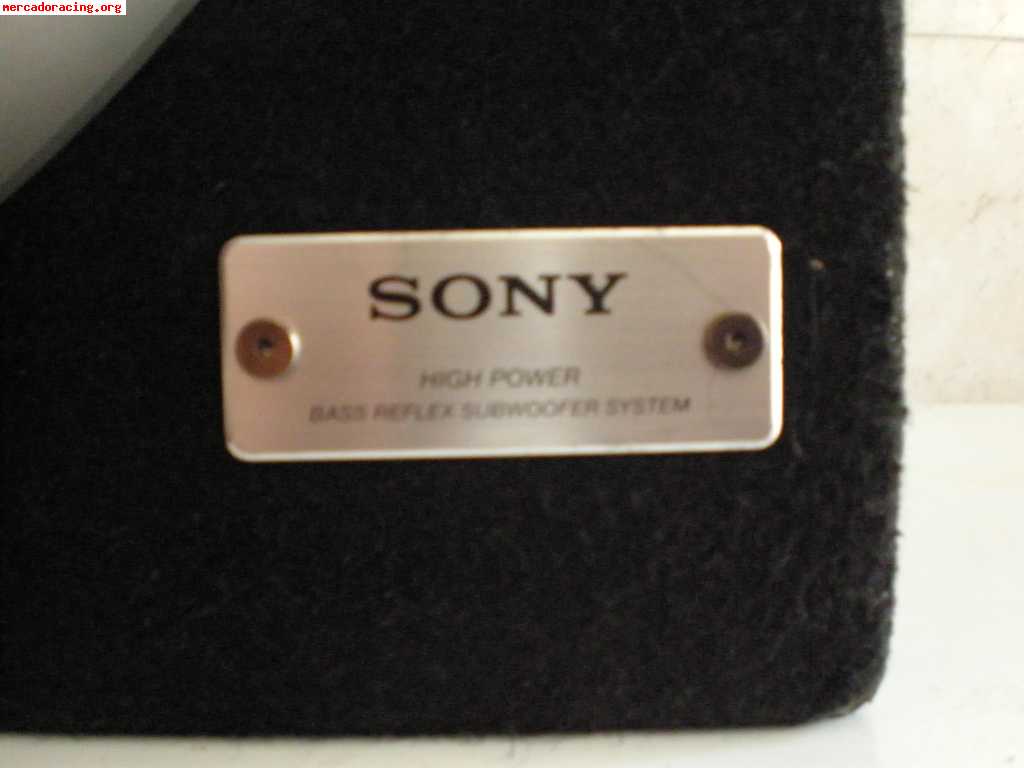 mercadoracing.org
SONY
HIGH POWER
BASS REFLEX SUBWOOFER SYSTEM